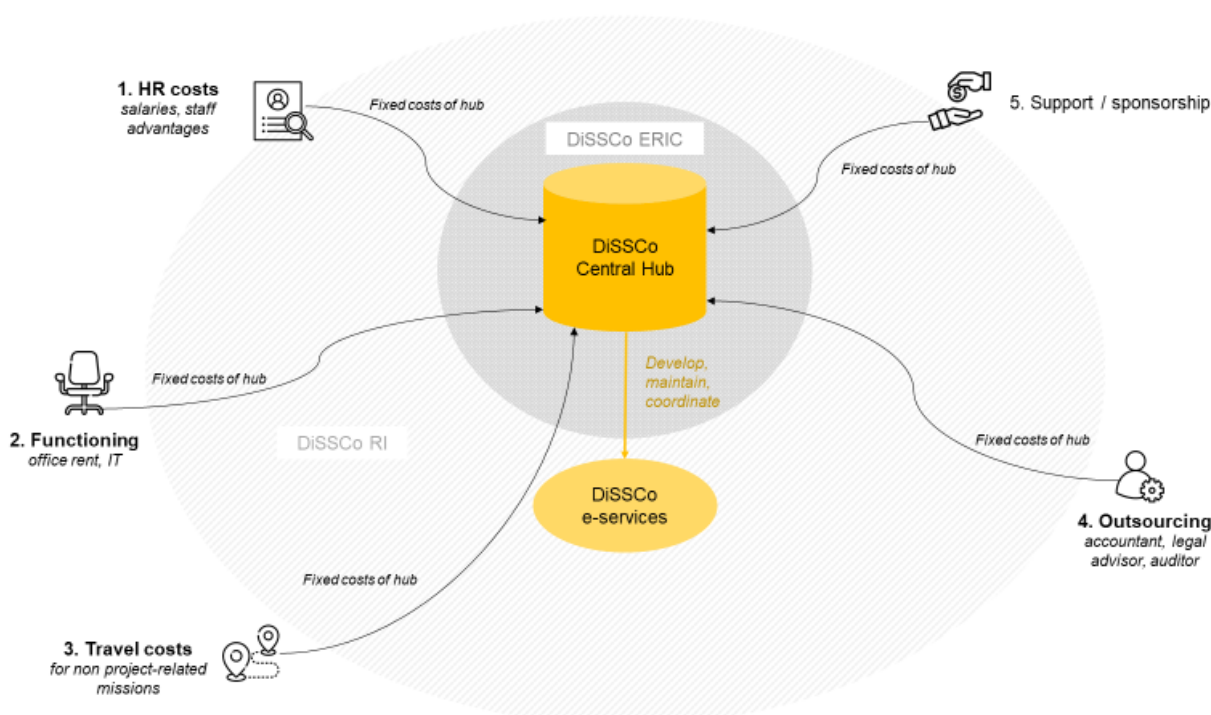 1. HR costs
salaries, staff
advantages
Fixed costs of hub
DiSSCo ERIC
5. Support / sponsorship
Fixed costs of hub
DiSSCo
Central Hub
Develop,
maintain,
coordinate
Fixed costs of hub
2. Functioning
office rent, IT
DiSSCo RI
Fixed costs of hub
DiSSCo
e-services
4. Outsourcing
accountant, legal
advisor, auditor
Fixed costs of hub
3. Travel costs
for non project-related
missions